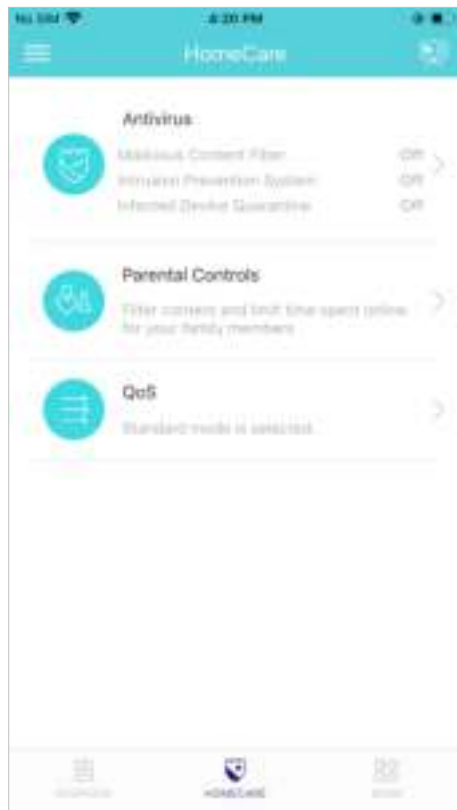 No SIM 4:20 PM
HomeCare
Antivirus
Malicious Content Filter Off
Intrusion Prevention System Off
Infected Device Quarantine Off
Parental Controls
Filter content and limit time spent online
for your family members
QoS
Standard mode is selected.
HOMECARE